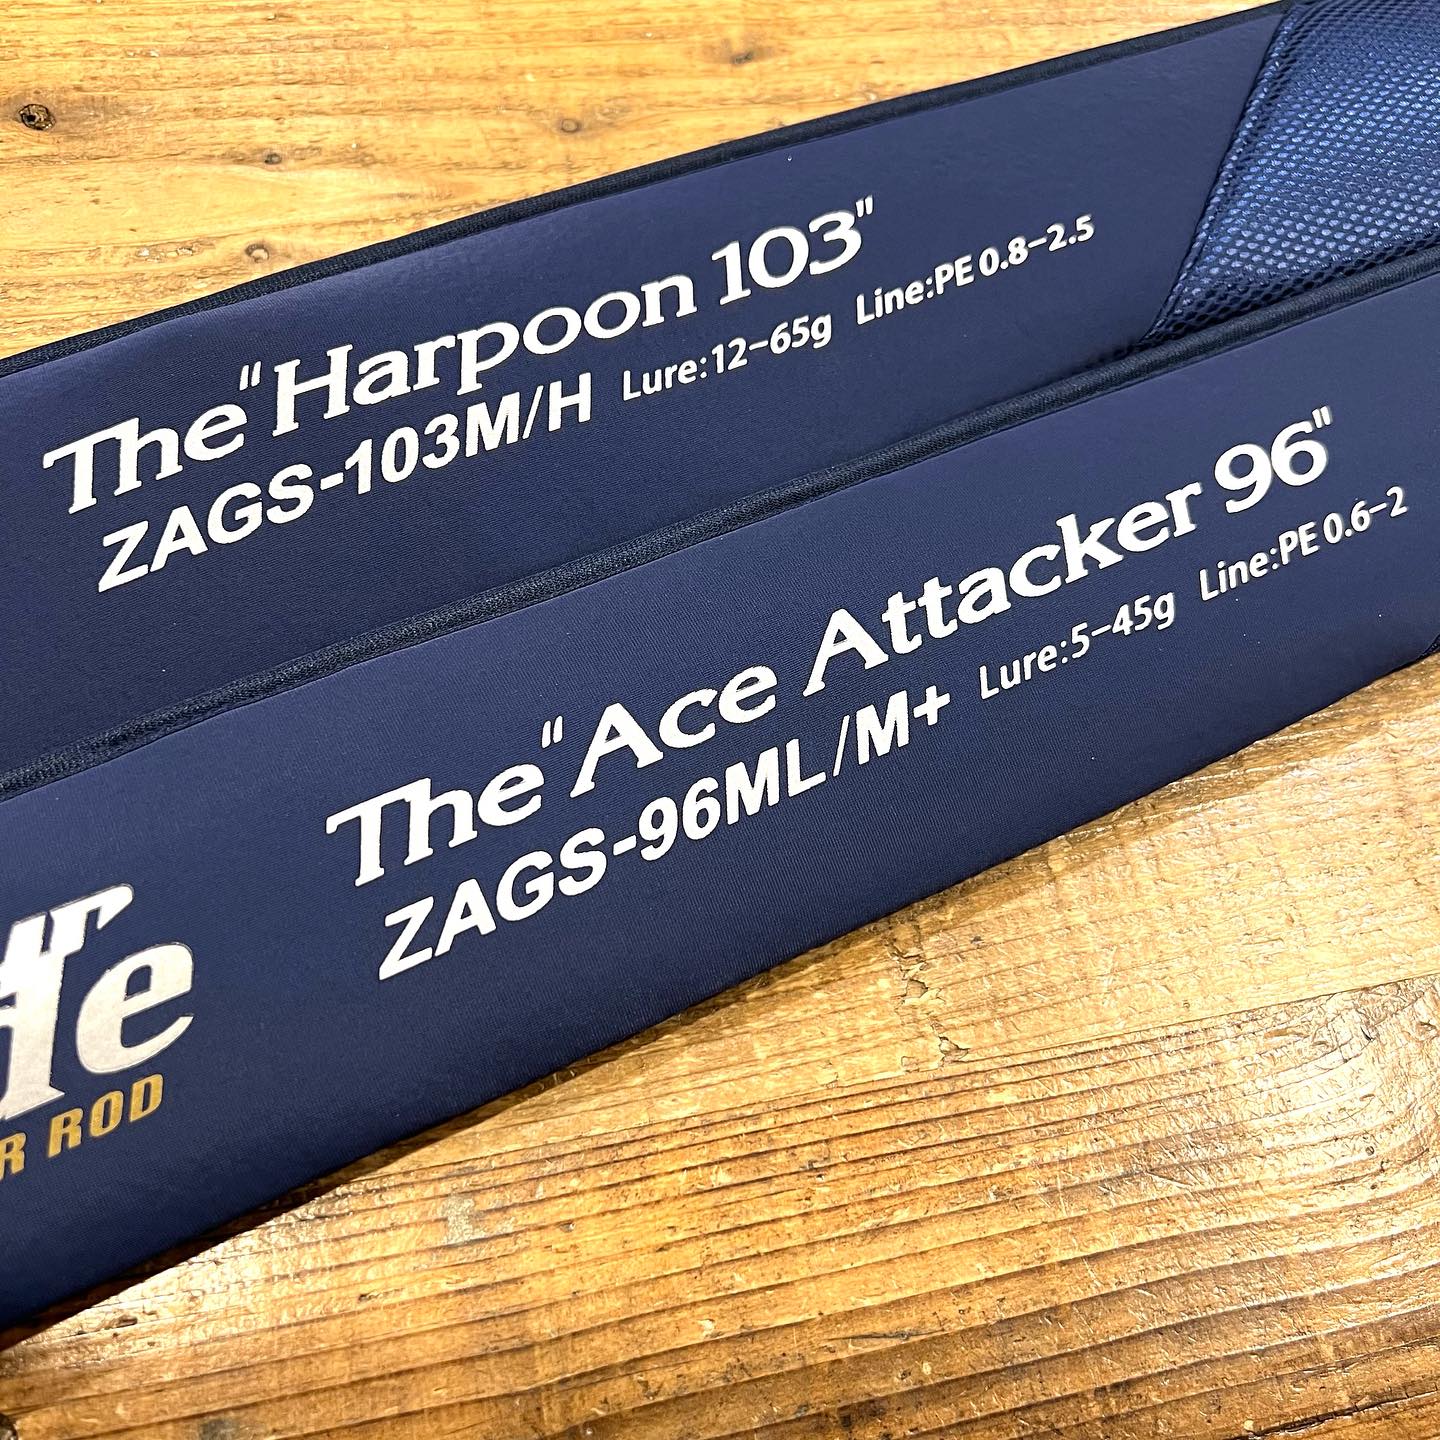 The "Harpoon 103"
ZAGS-103M/H Lure:12-65g Line:PE 0.8-2.5
The "Ace Attacker 96"
ZAGS-96ML/M+ Lure:5-45g Line:PE 0.6-2
ROD